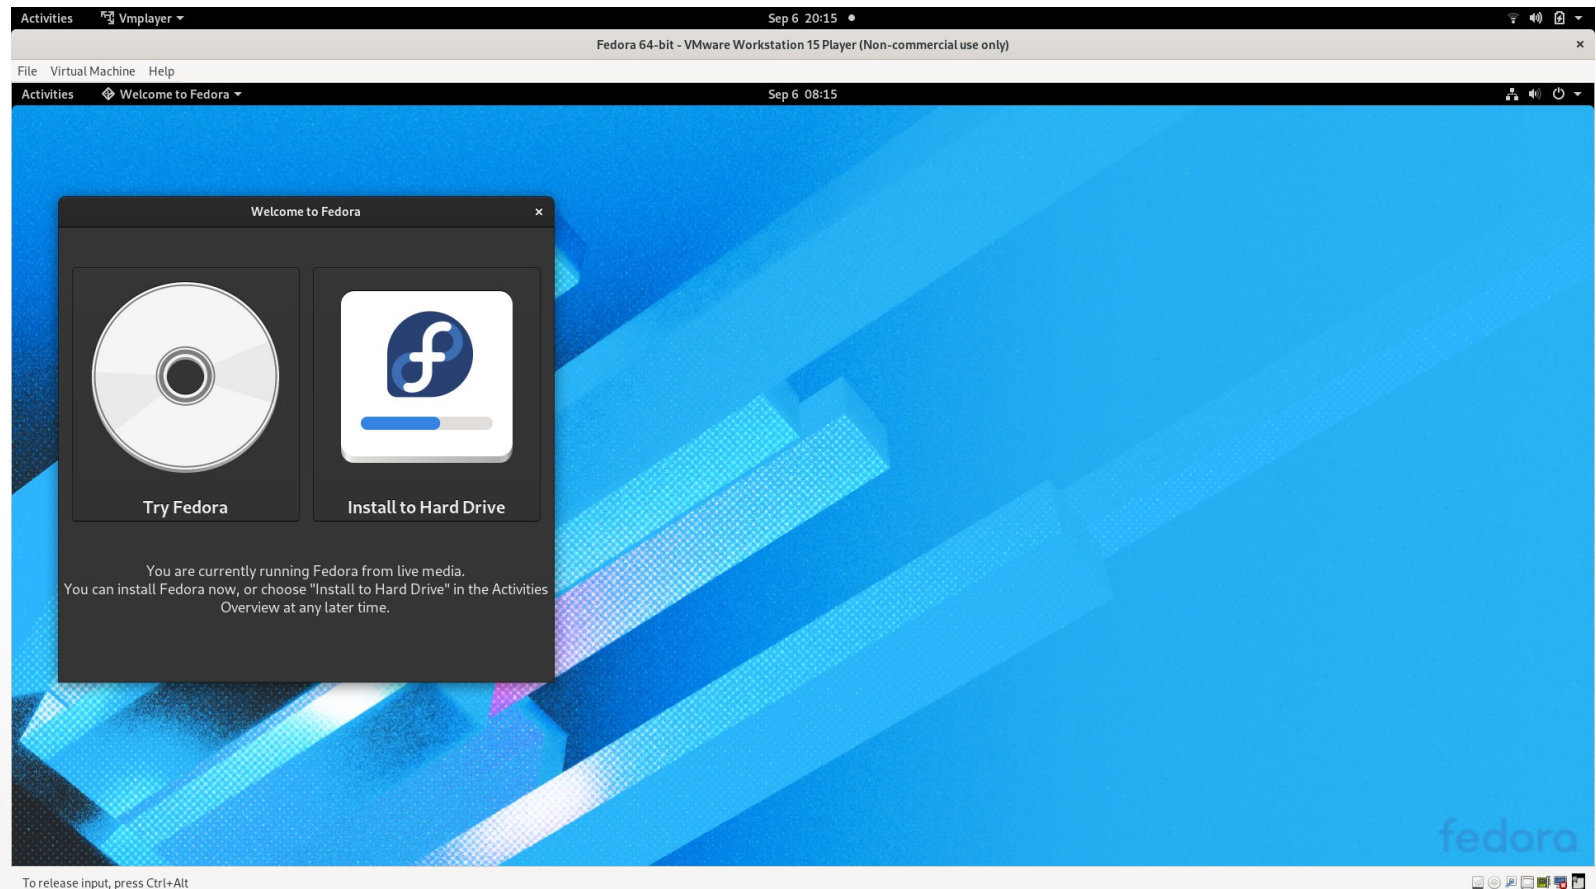 Activities Vmplayer Sep 6 20:15
Fedora 64-bit - VMware Workstation 15 Player (Non-commercial use only)
File Virtual Machine Help
Activities Welcome to Fedora Sep 6 08:15
Welcome to Fedora
Try Fedora Install to Hard Drive
You are currently running Fedora from live media.
You can install Fedora now, or choose "Install to Hard Drive" in the Activities
Overview at any later time.
fedora
To release input, press Ctrl+Alt